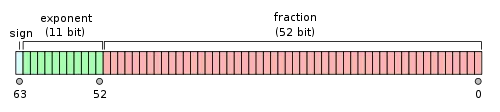 sign
exponent
(11 bit)
fraction
(52 bit)
63
52
0